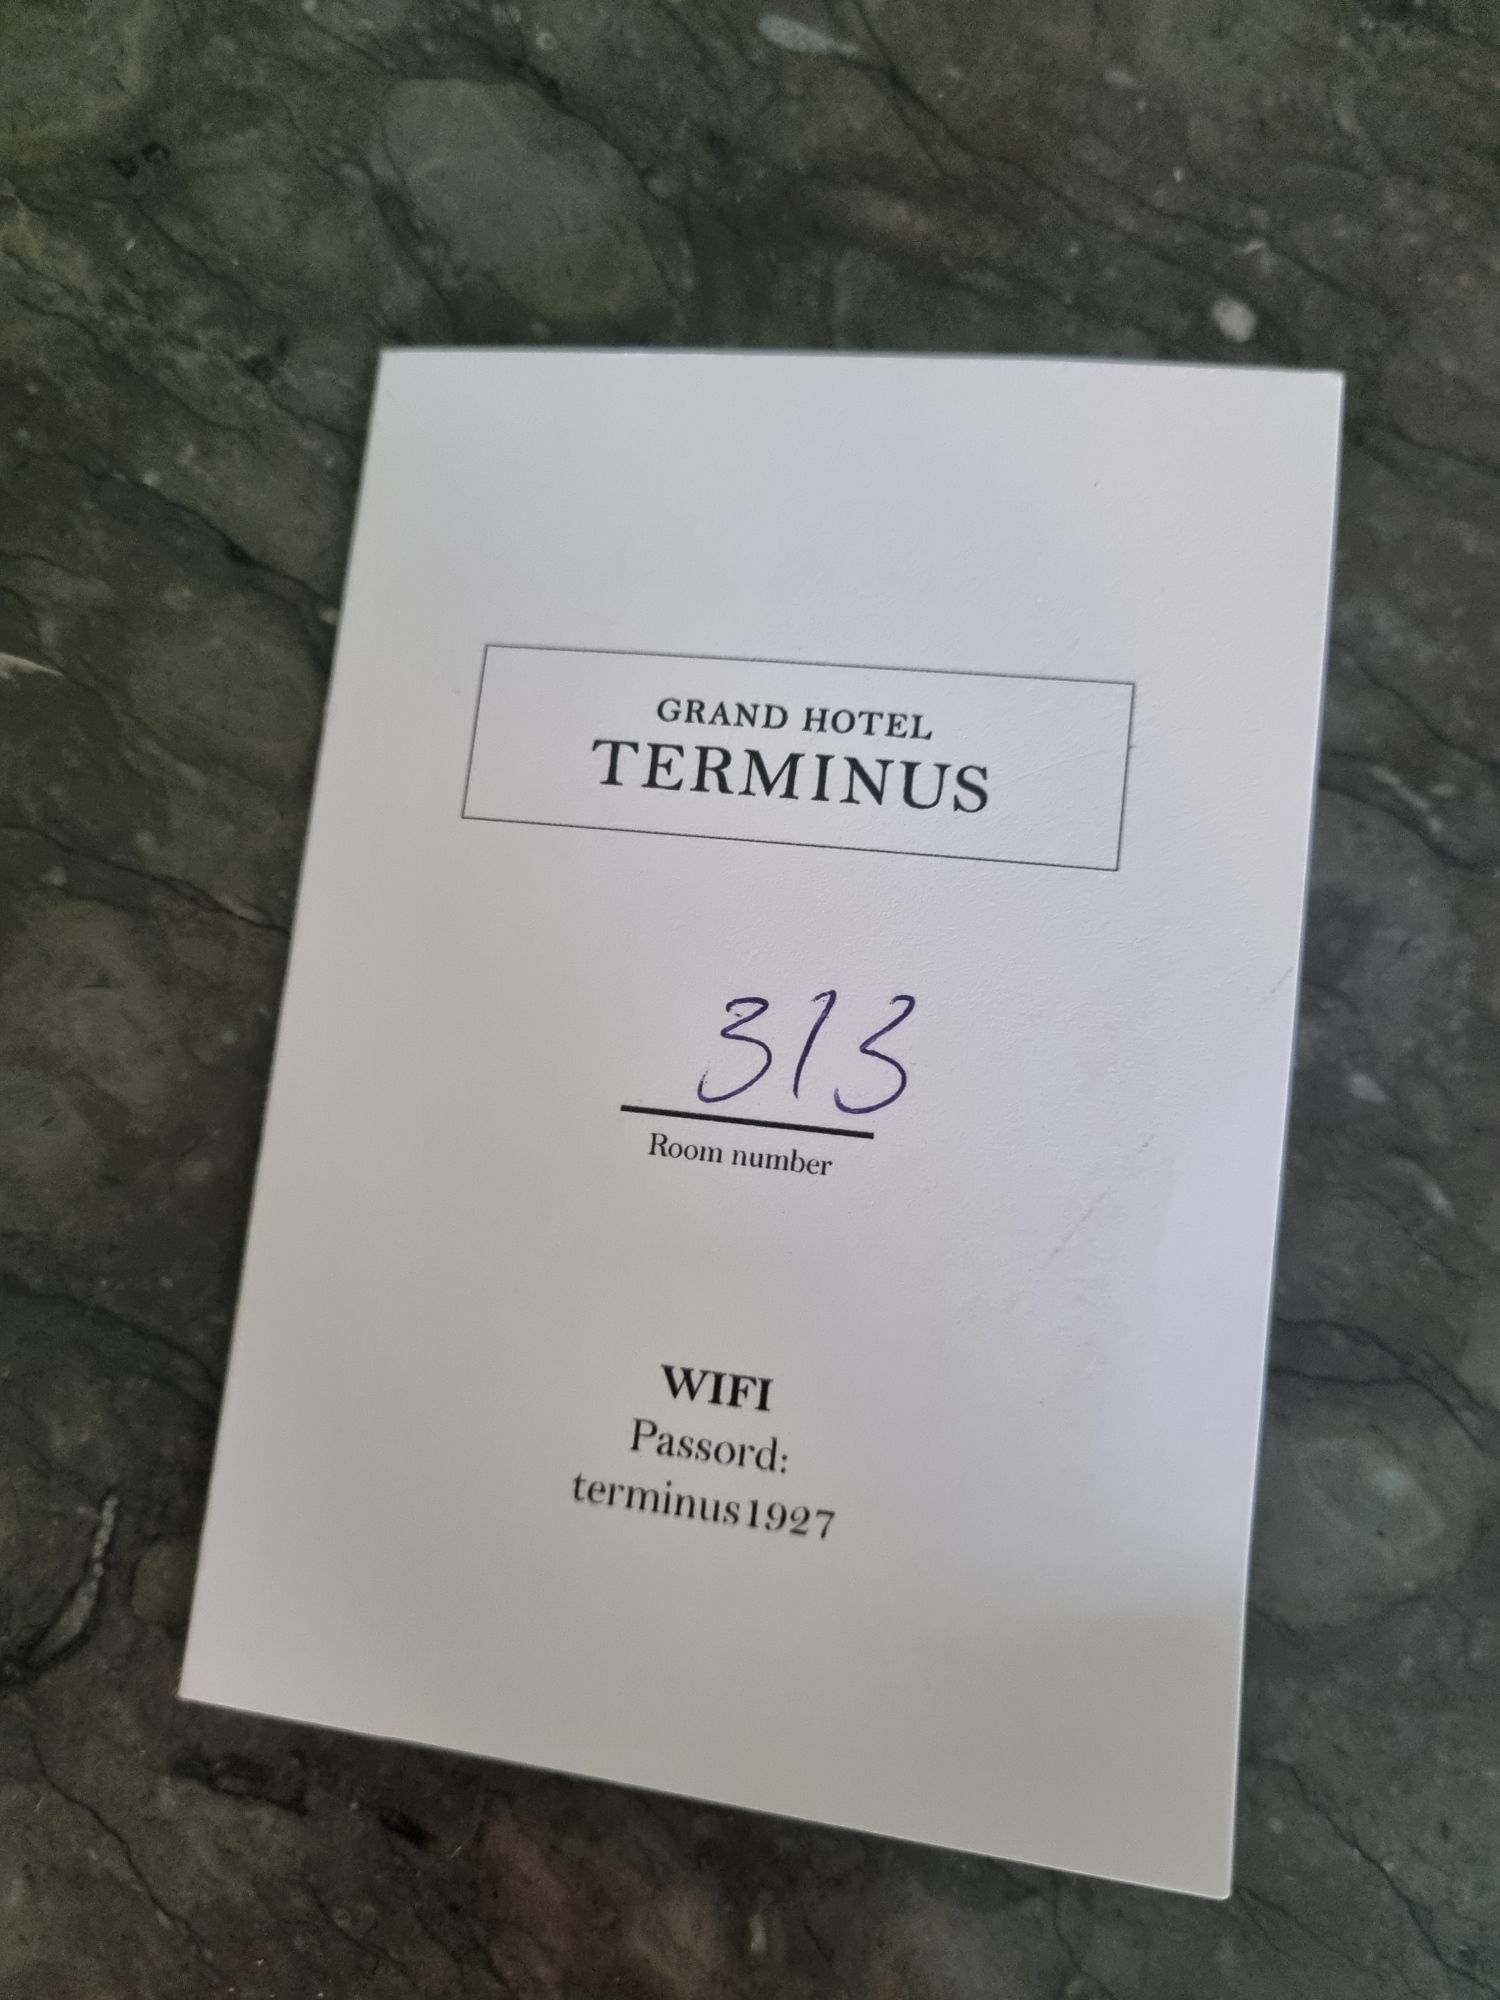 GRAND HOTEL
TERMINUS
313
Room number
WIFI
Passord:
terminus1927